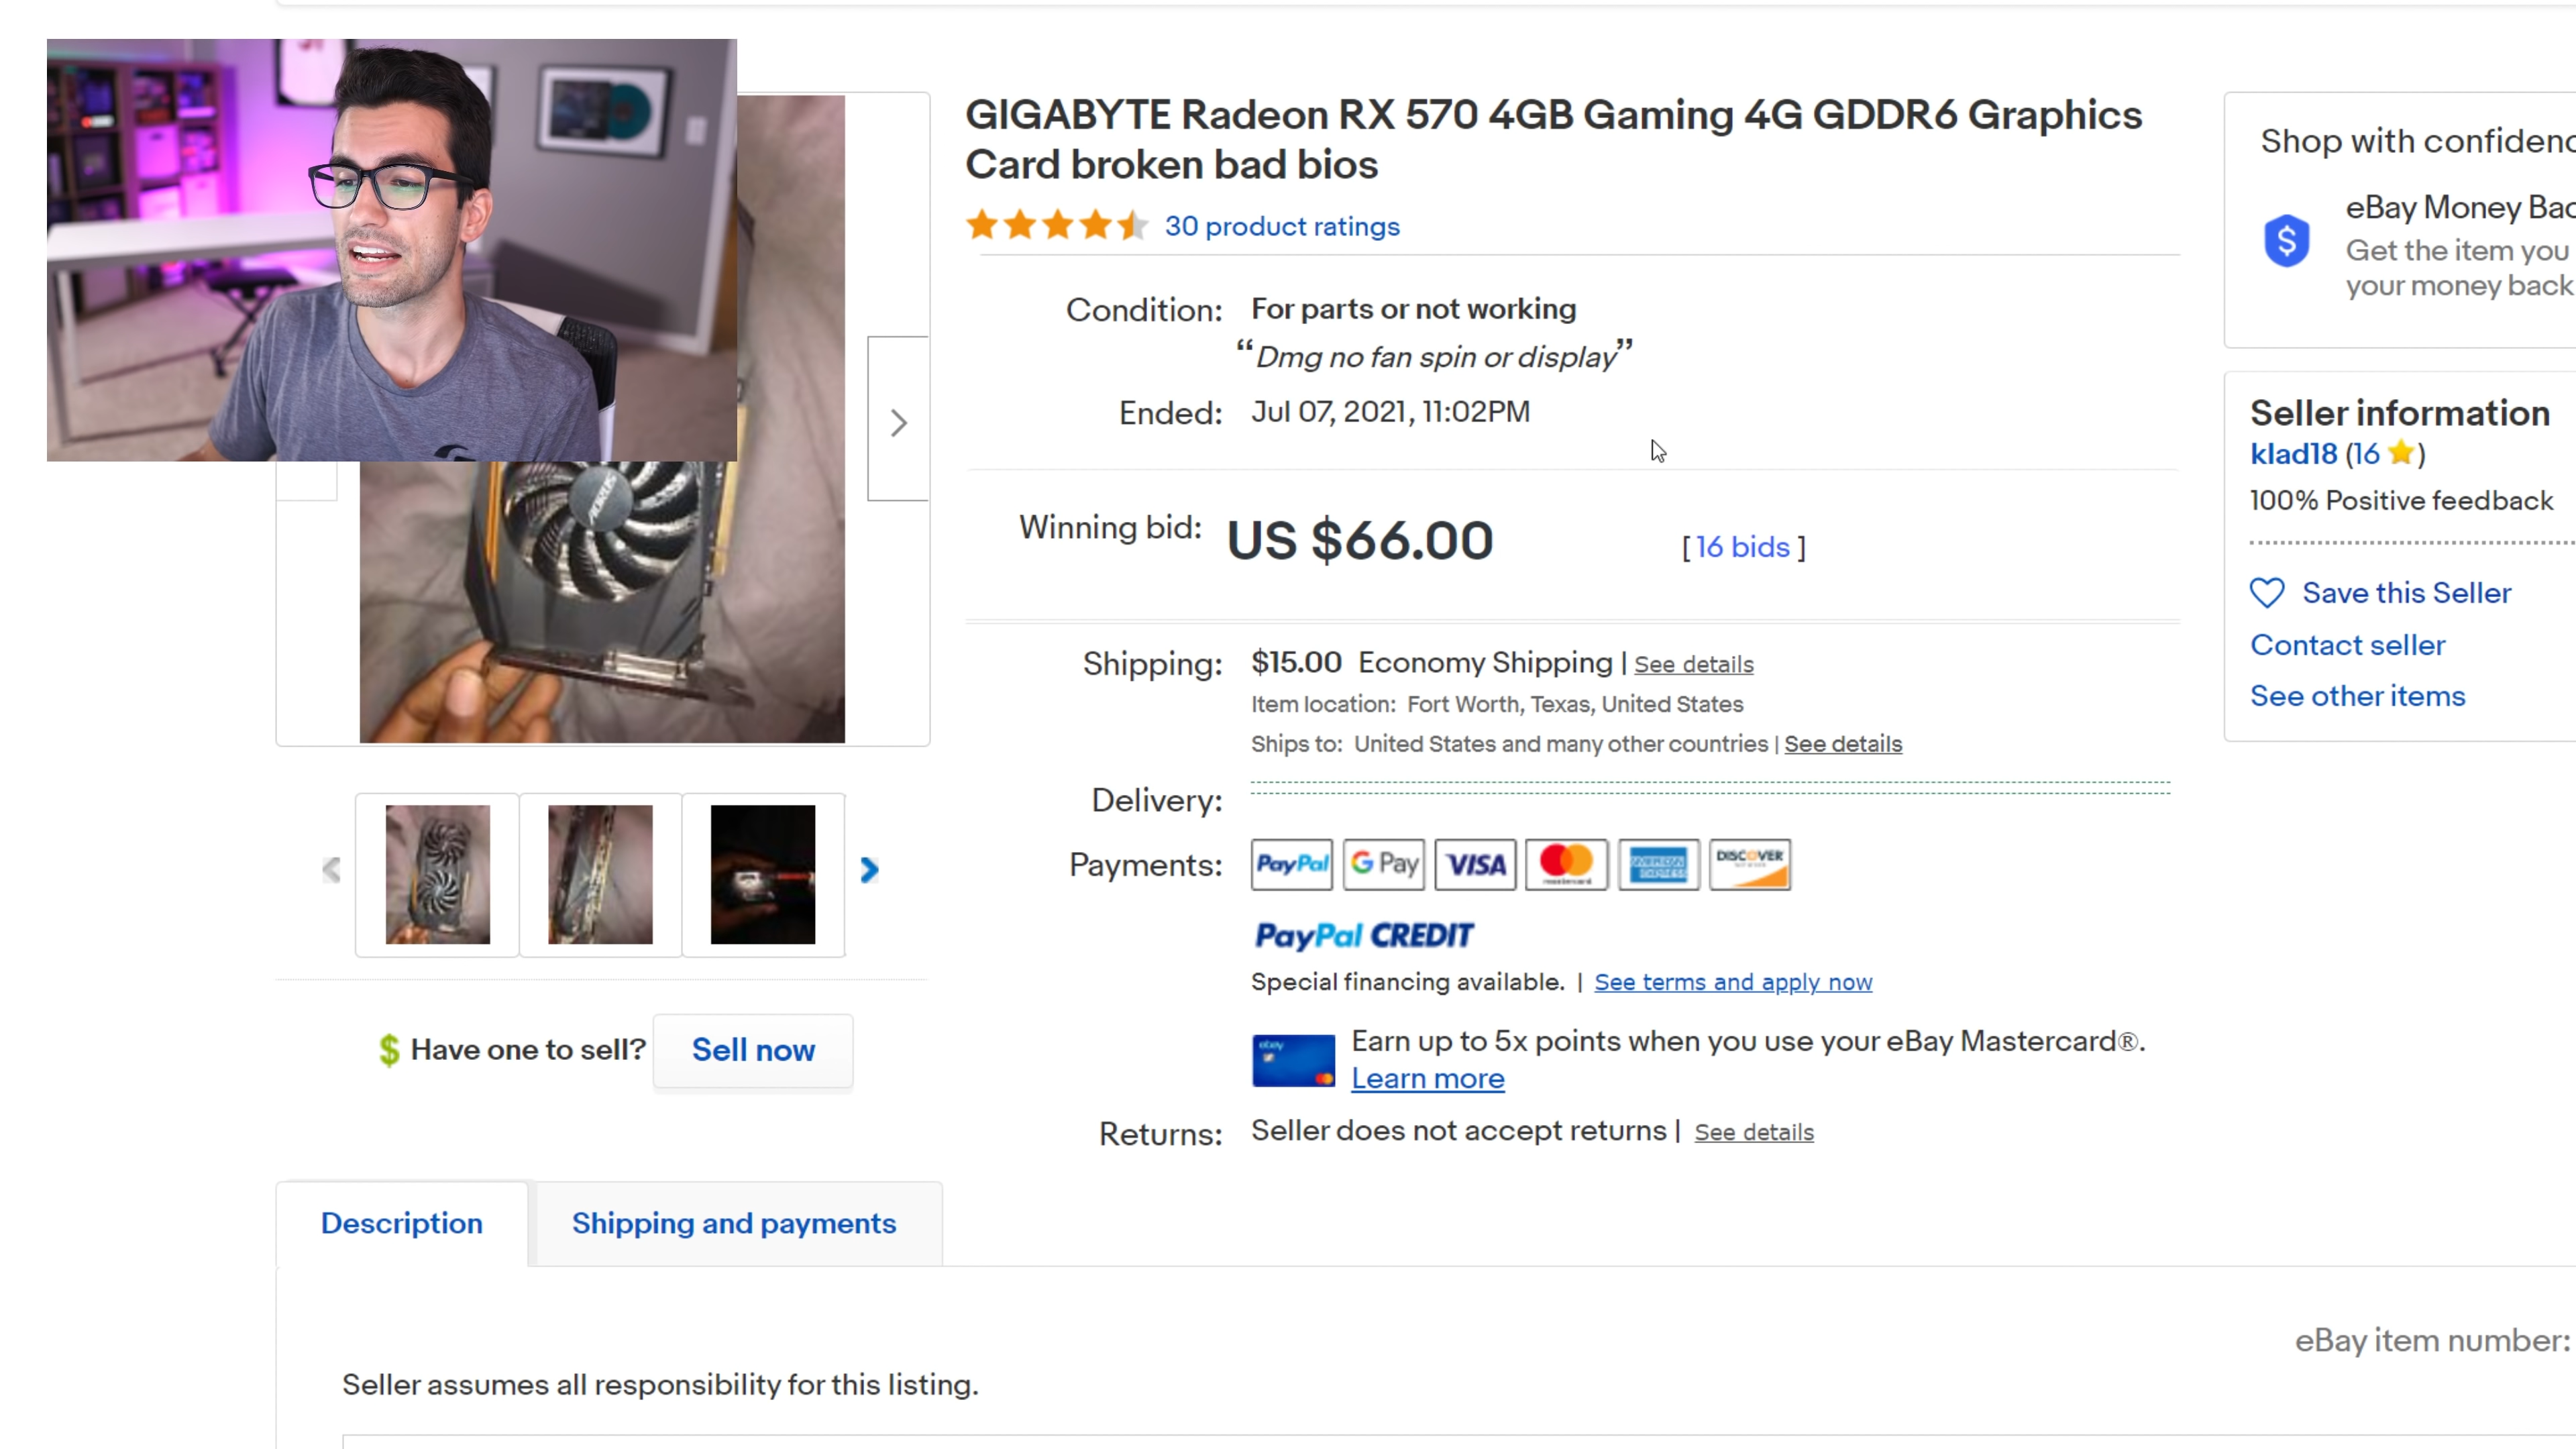 GIGABYTE Radeon RX 570 4GB Gaming 4G GDDR6 Graphics
Card broken bad bios
30 product ratings
Condition: For parts or not working
“Dmg no fan spin or display”
Ended: Jul 07, 2021, 11:02PM
Winning bid: US $66.00 [ 16 bids ]
Shipping: $15.00 Economy Shipping | See details
Item location: Fort Worth, Texas, United States
Ships to: United States and many other countries | See details
Delivery:
Payments: PayPal G Pay VISA mastercard AMERICAN EXPRESS DISCOVER
PayPal CREDIT
Special financing available. | See terms and apply now
ebay
Earn up to 5x points when you use your eBay Mastercard®.
Learn more
Returns: Seller does not accept returns | See details
Shop with confidenc
$
eBay Money Bac
Get the item you
your money back
Seller information
klad18 (16 ★)
100% Positive feedback
Save this Seller
Contact seller
See other items
AORUS
$ Have one to sell? Sell now
Description
Shipping and payments
eBay item number:
Seller assumes all responsibility for this listing.